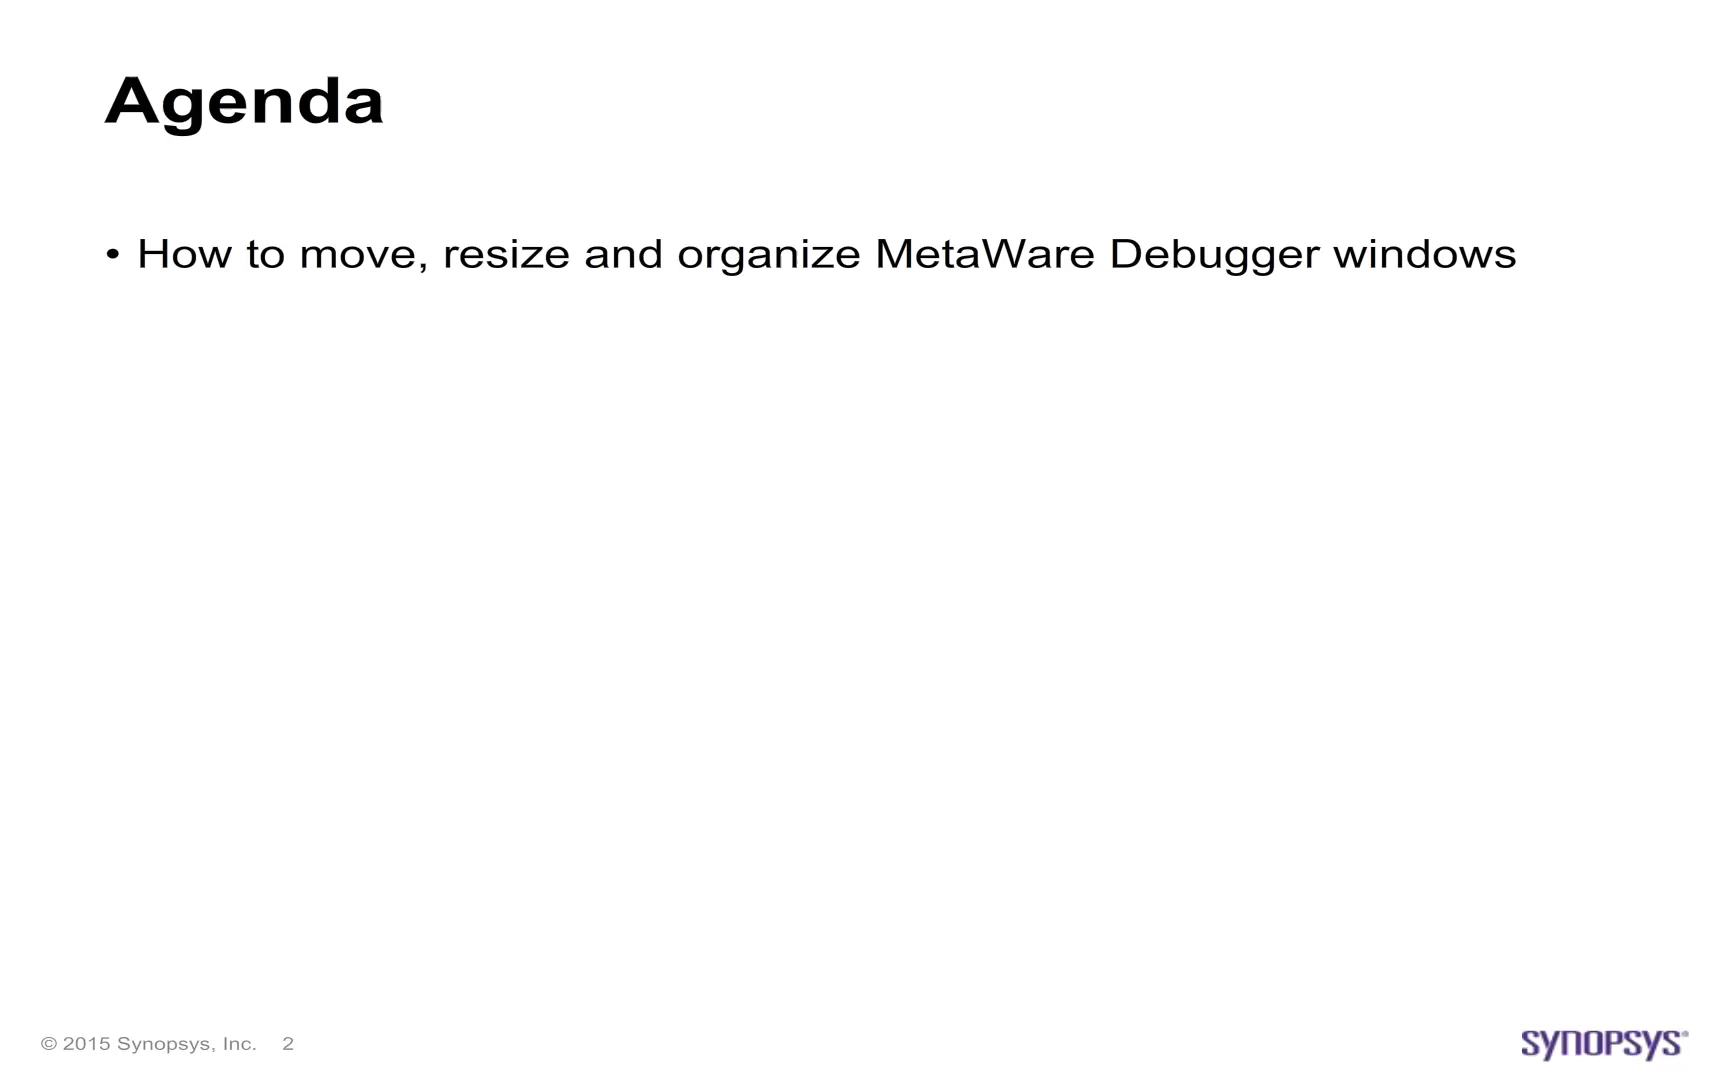 Agenda
• How to move, resize and organize MetaWare Debugger windows
© 2015 Synopsys, Inc. 2
SYNOPSYS®